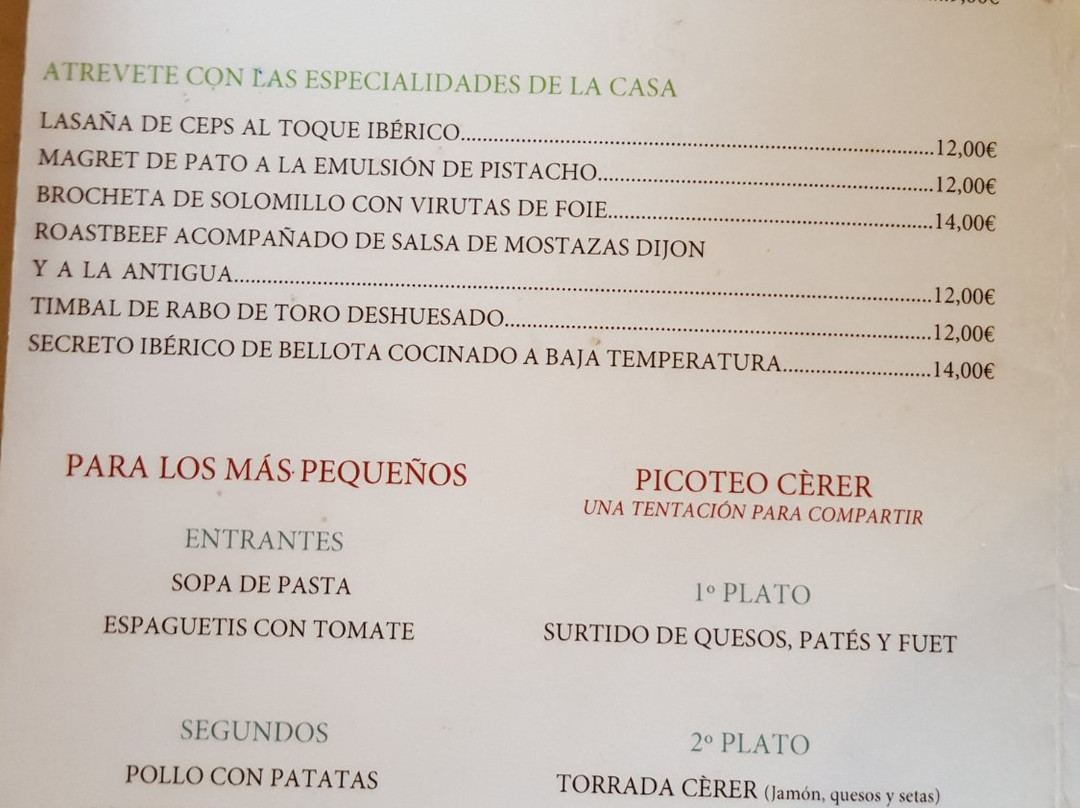 ATREVETE CON LAS ESPECIALIDADES DE LA CASA
LASAÑA DE CEPS AL TOQUE IBÉRICO..........12,00€
MAGRET DE PATO A LA EMULSIÓN DE PISTACHO..........12,00€
BROCHETA DE SOLOMILLO CON VIRUTAS DE FOIE..........14,00€
ROASTBEEF ACOMPAÑADO DE SALSA DE MOSTAZAS DIJON
Y A LA ANTIGUA..........12,00€
TIMBAL DE RABO DE TORO DESHUESADO..........12,00€
SECRETO IBÉRICO DE BELLOTA COCINADO A BAJA TEMPERATURA..........14,00€
PARA LOS MÁS PEQUEÑOS
ENTRANTES
SOPA DE PASTA
ESPAGUETIS CON TOMATE
SEGUNDOS
POLLO CON PATATAS
PICOTEO CÈRER
UNA TENTACIÓN PARA COMPARTIR
1º PLATO
SURTIDO DE QUESOS, PATÉS Y FUET
2º PLATO
TORRADA CÈRER (Jamón, quesos y setas)